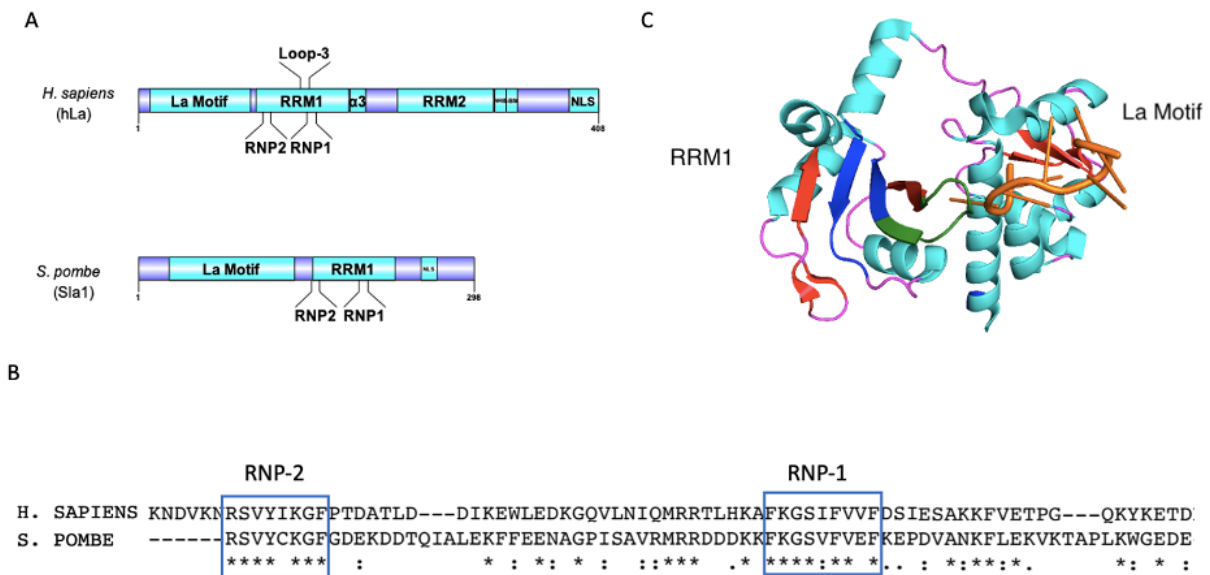 A
C
Loop-3
H. sapiens
(hLa)
La Motif
RRM1
α3
RRM2
NLS
1
408
RNP2
RNP1
La Motif
RRM1
S. pombe
(Sla1)
La Motif
RRM1
NLS
1
298
RNP2
RNP1
B
RNP-2
RNP-1
H. SAPIENS KNDVKNRSVYIKGFPTDATLD---DIKEWLEDKGQVLNIQMRRTLHKAFKGSIFVVFDSIESAKKFVETPG---QKYKETD
S. POMBE ------RSVYCKGFGDEKDDTQIALEKFFEENAGPISAVRMRRDDDKKFKGSVFVEFKEPDVANKFLEKVKTAPLKWGEDE
**** *** : * : **: * : *** .* ****:** *.. :. **:*:. * :*